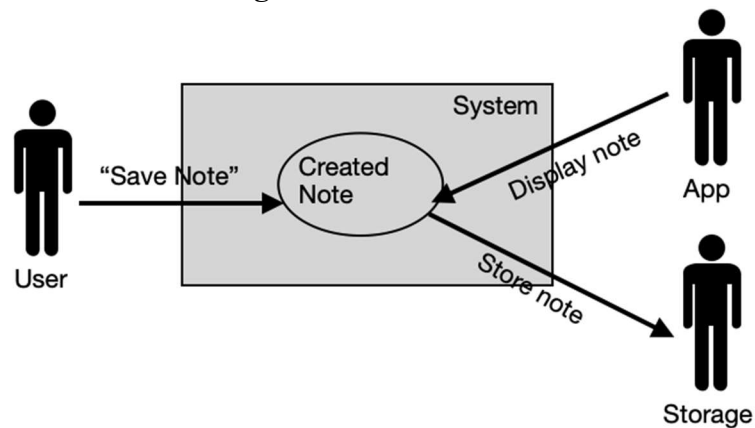 System
“Save Note”
Created
Note
Display note
App
User
Store note
Storage